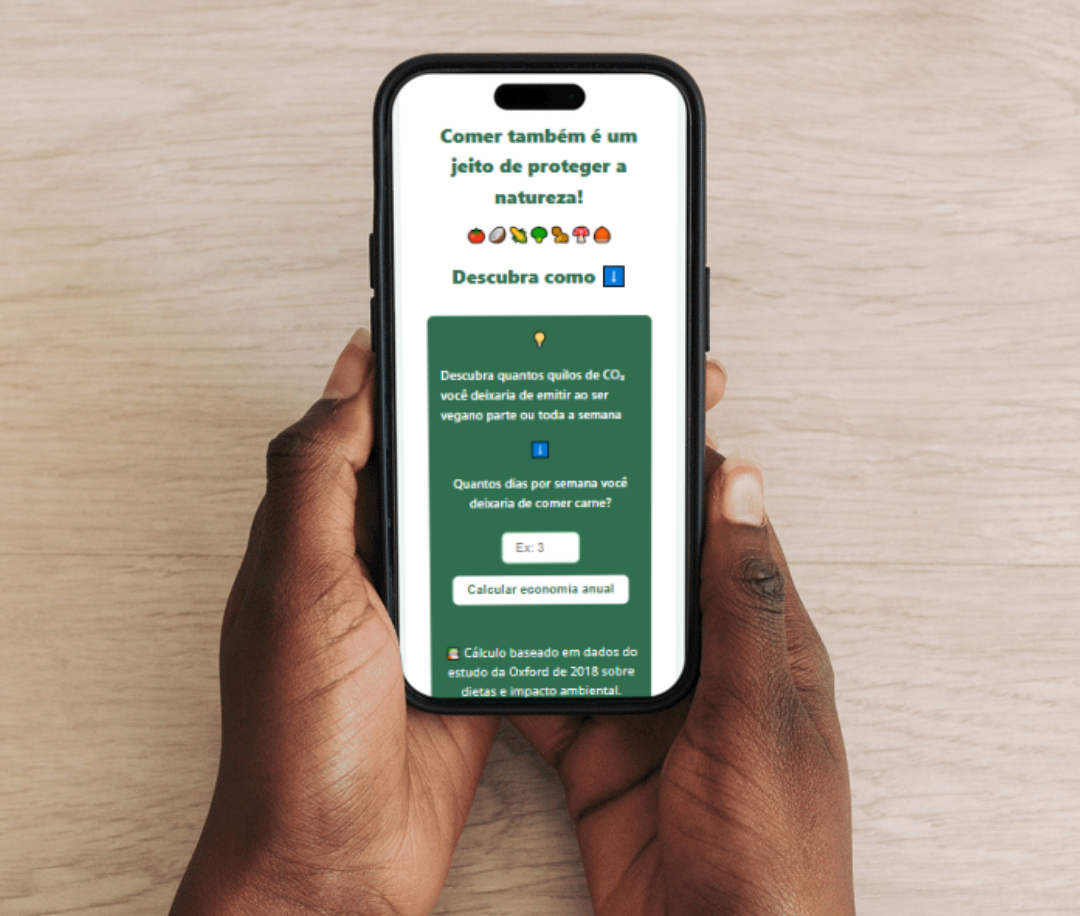 Comer também é um
jeito de proteger a
natureza!
Descubra como
Descubra quantos quilos de CO₂
você deixaria de emitir ao ser
vegano parte ou toda a semana
Quantos dias por semana você
deixaria de comer carne?
Ex: 3
Calcular economia anual
Cálculo baseado em dados do
estudo da Oxford de 2018 sobre
dietas e impacto ambiental.